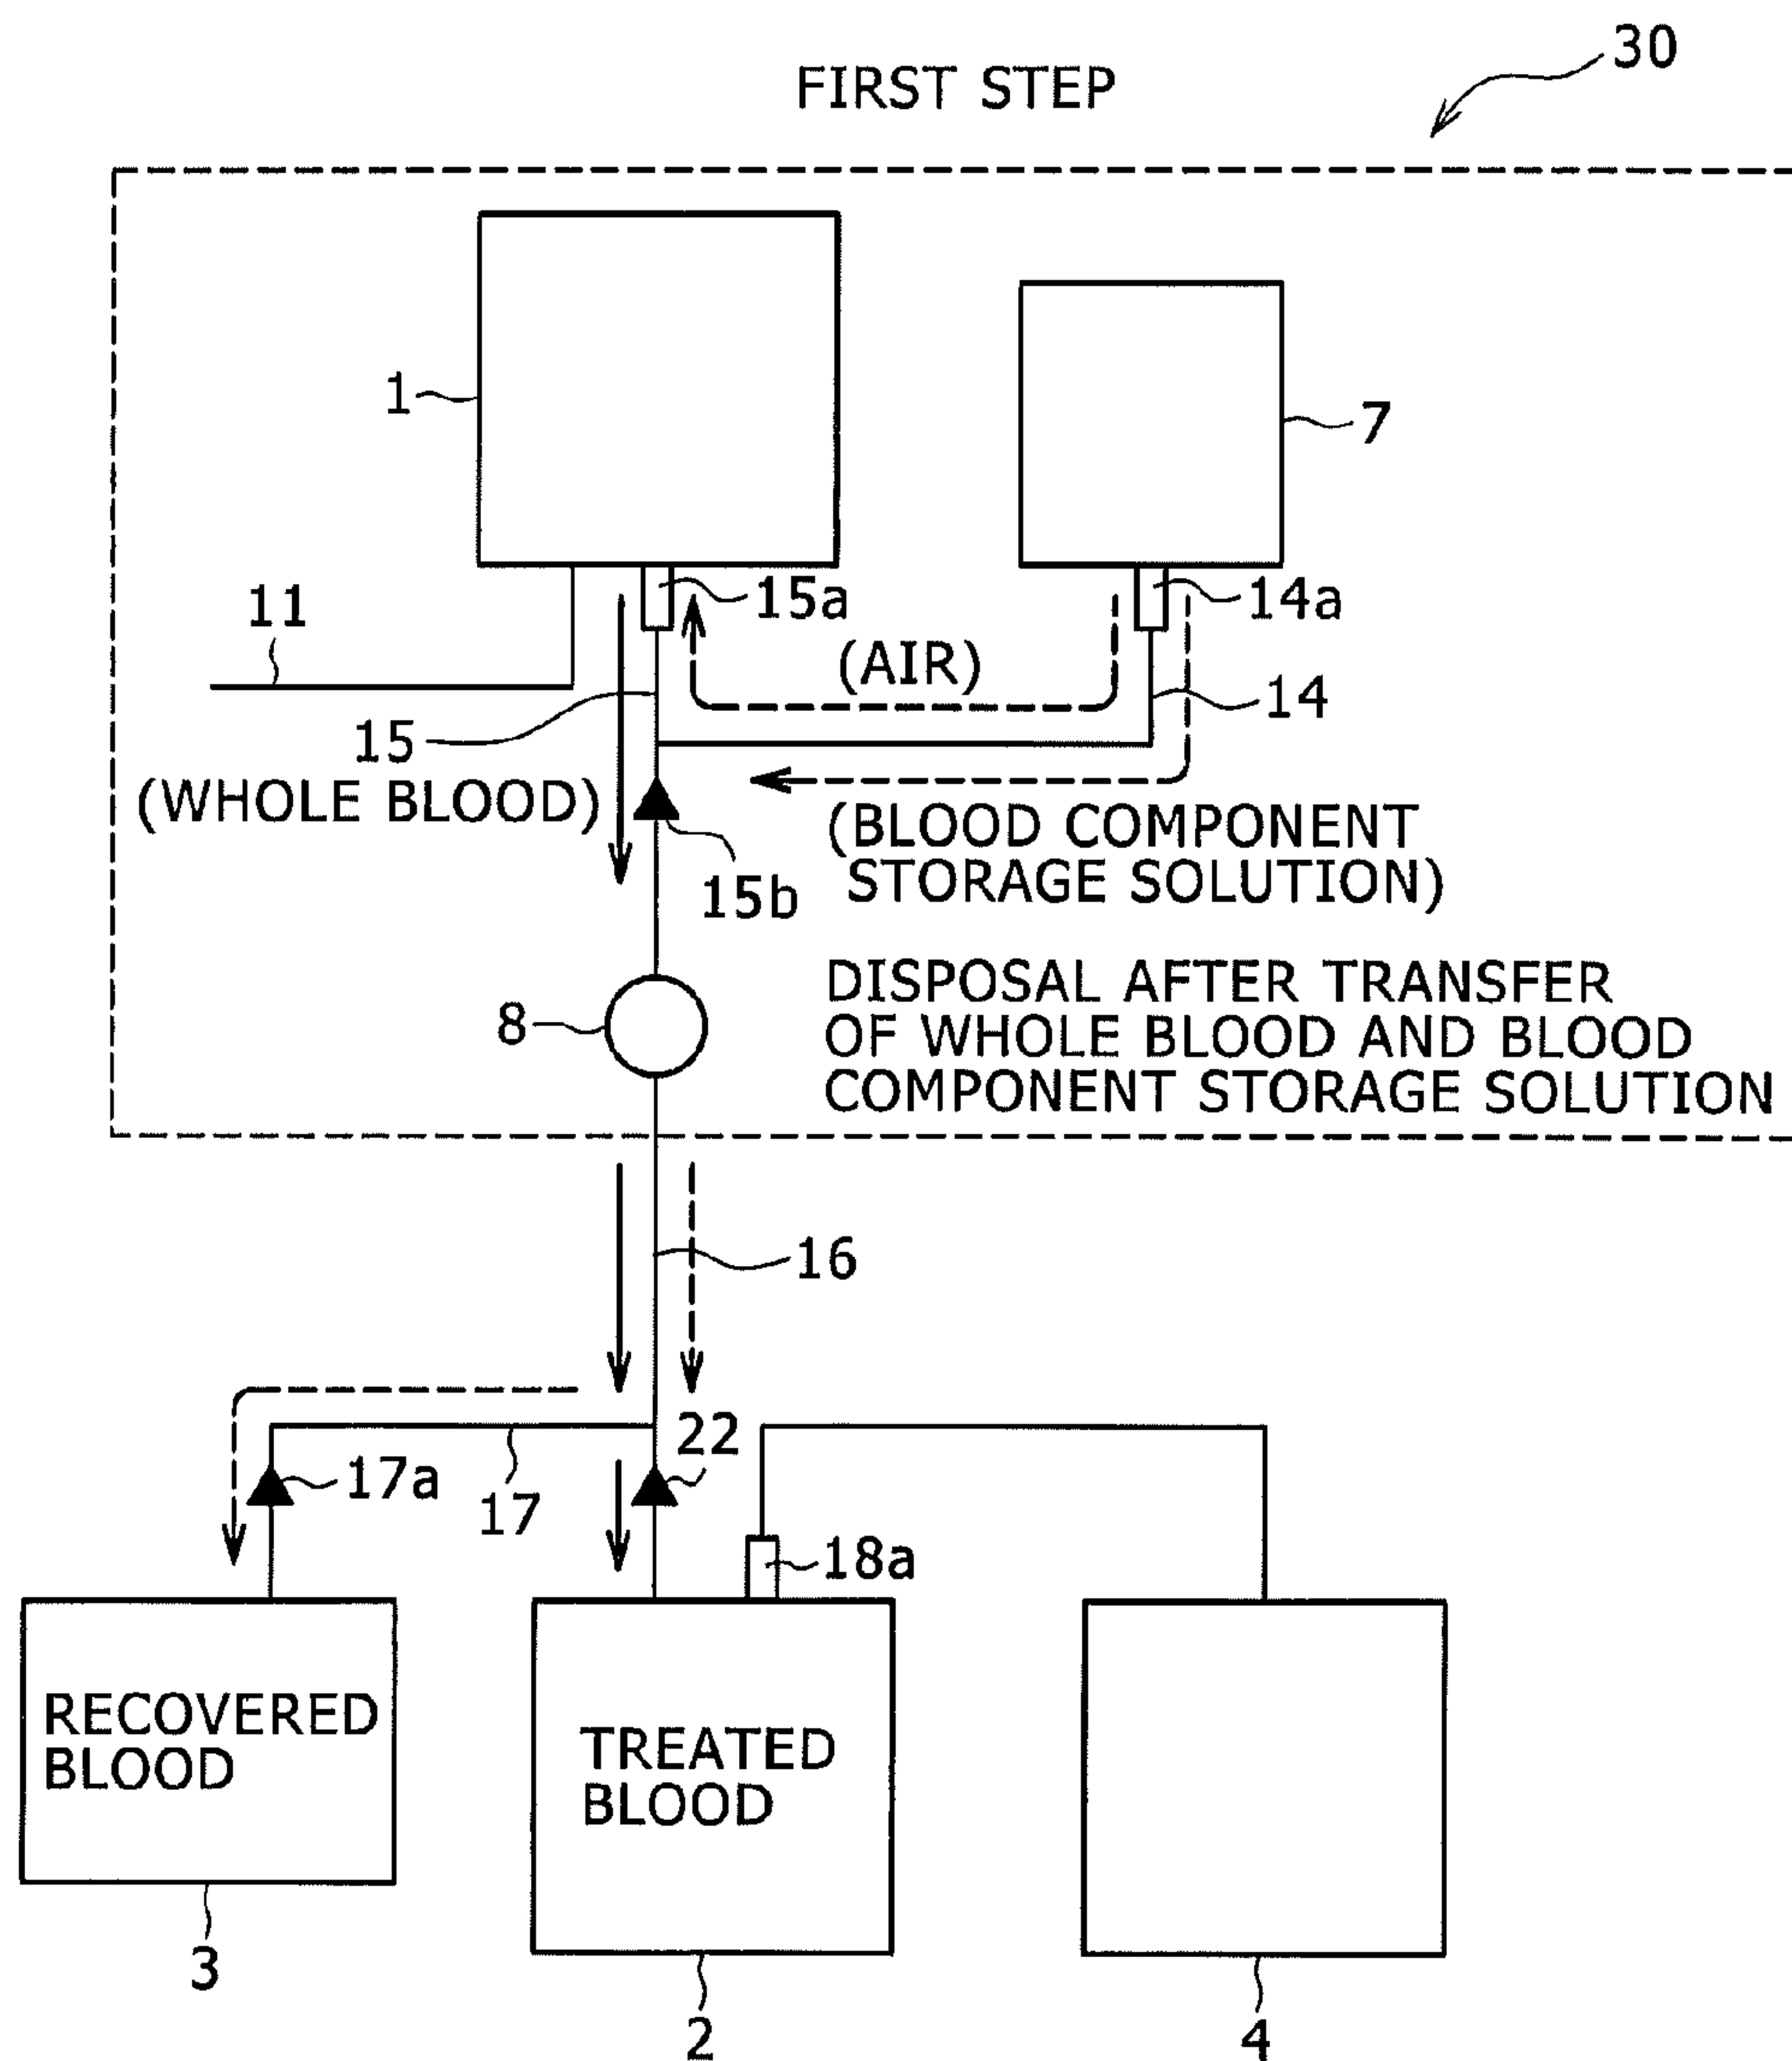 30
FIRST STEP
1
7
15a
14a
11
(AIR)
14
15
(WHOLE BLOOD)
(BLOOD COMPONENT
STORAGE SOLUTION)
15b
DISPOSAL AFTER TRANSFER
OF WHOLE BLOOD AND BLOOD
COMPONENT STORAGE SOLUTION
8
16
22
17a
17
18a
RECOVERED
BLOOD
TREATED
BLOOD
3
2
4